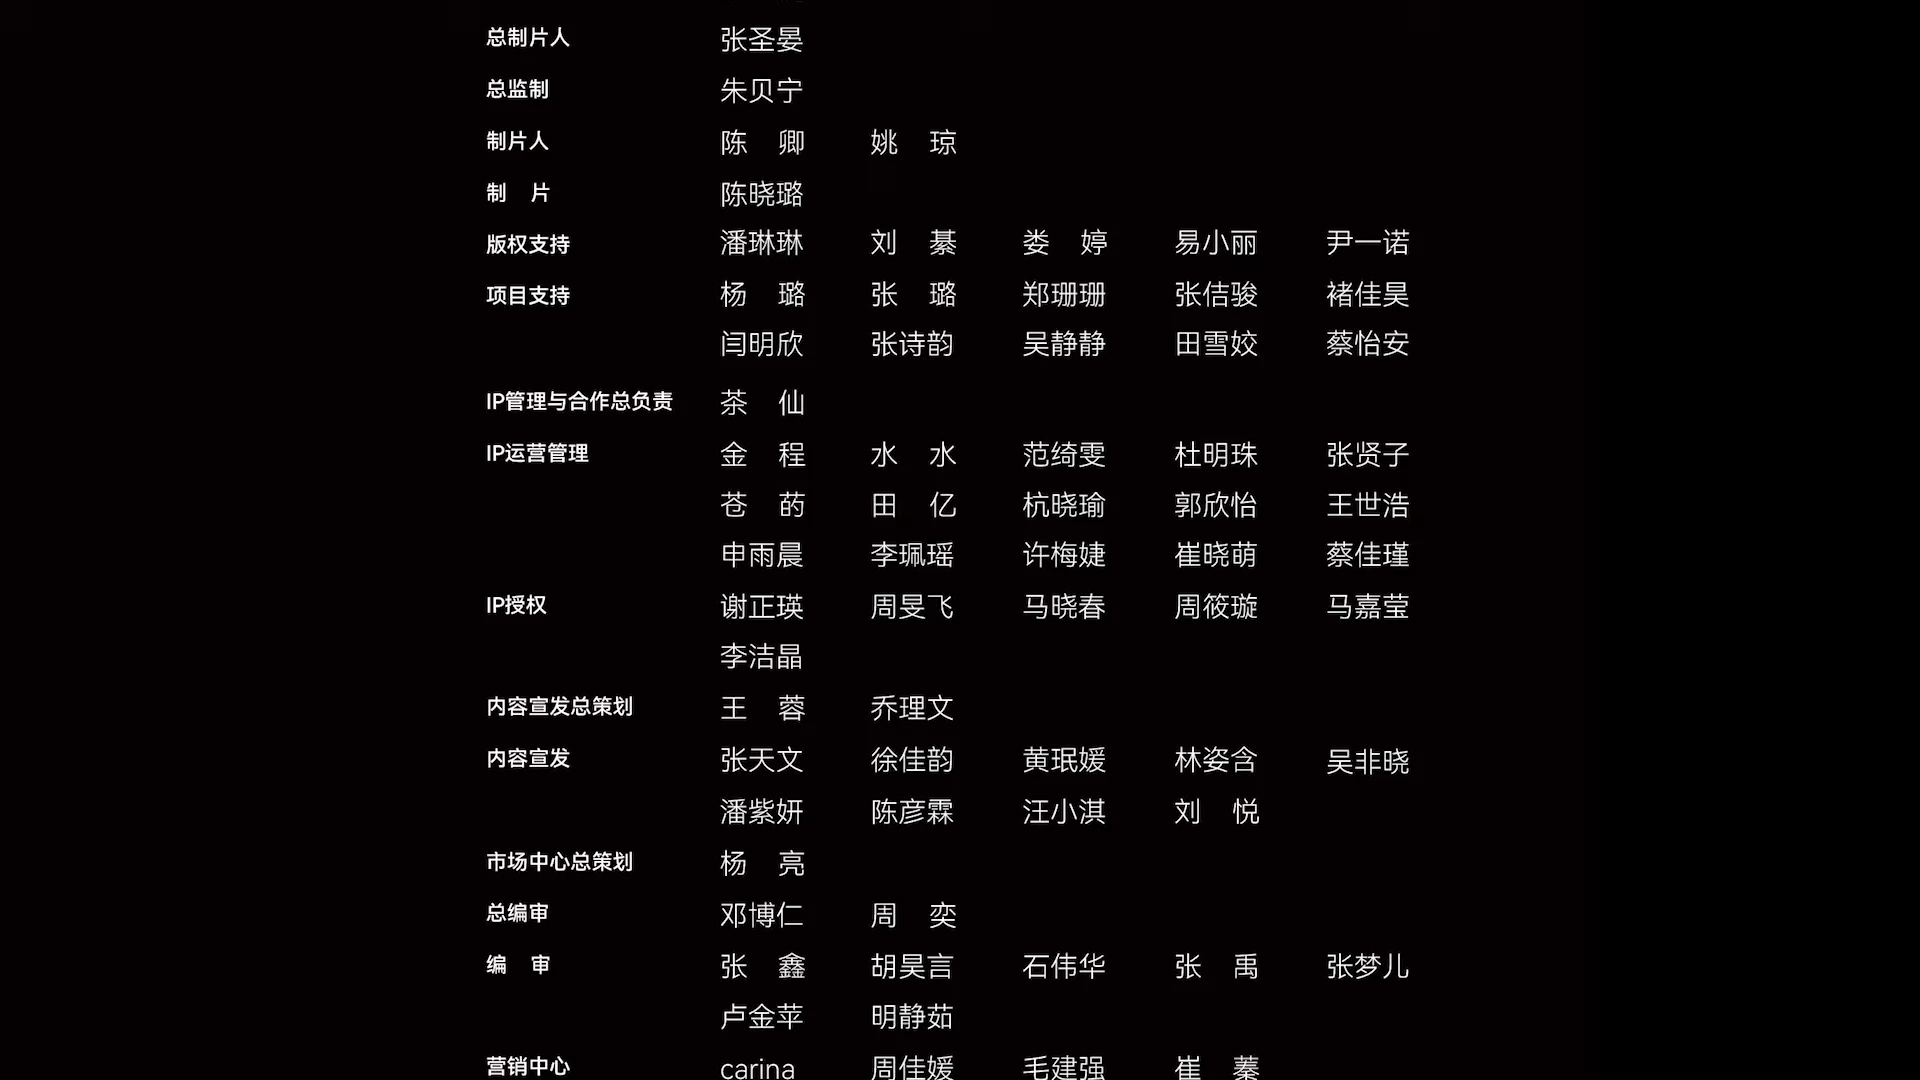 总制片人 张圣晏
总监制 朱贝宁
制片人 陈 卿 姚 琼
制 片 陈晓璐
版权支持 潘琳琳 刘 綦 娄 婷 易小丽 尹一诺
项目支持 杨 璐 张 璐 郑珊珊 张佶骏 褚佳昊
闫明欣 张诗韵 吴静静 田雪姣 蔡怡安
IP管理与合作总负责 茶 仙
IP运营管理 金 程 水 水 范绮雯 杜明珠 张贤子
苍 菂 田 亿 杭晓瑜 郭欣怡 王世浩
申雨晨 李珮瑶 许梅婕 崔晓萌 蔡佳瑾
IP授权 谢正瑛 周旻飞 马晓春 周筱璇 马嘉莹
李洁晶
内容宣发总策划 王 蓉 乔理文
内容宣发 张天文 徐佳韵 黄珉媛 林姿含 吴非晓
潘紫妍 陈彦霖 汪小淇 刘 悦
市场中心总策划 杨 亮
总编审 邓博仁 周 奕
编 审 张 鑫 胡昊言 石伟华 张 禹 张梦儿
卢金苹 明静茹
营销中心 carina 周佳媛 毛建强 崔 蓁